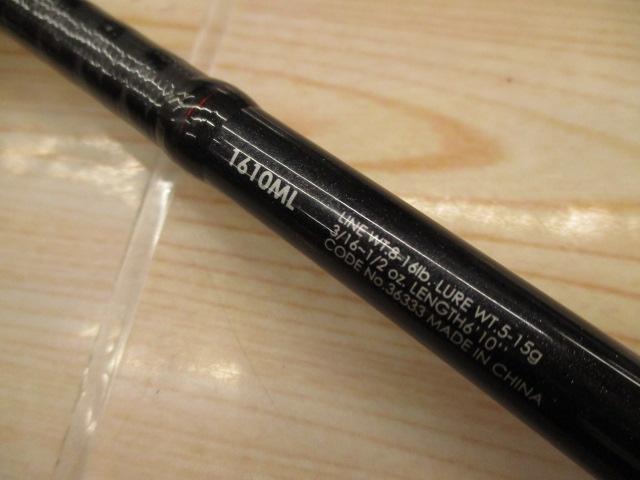 1610ML
LINE WT.8-16lb. LURE WT.5-15g
3/16-1/2 oz. LENGTH6'10"
CODE No.36333 MADE IN CHINA